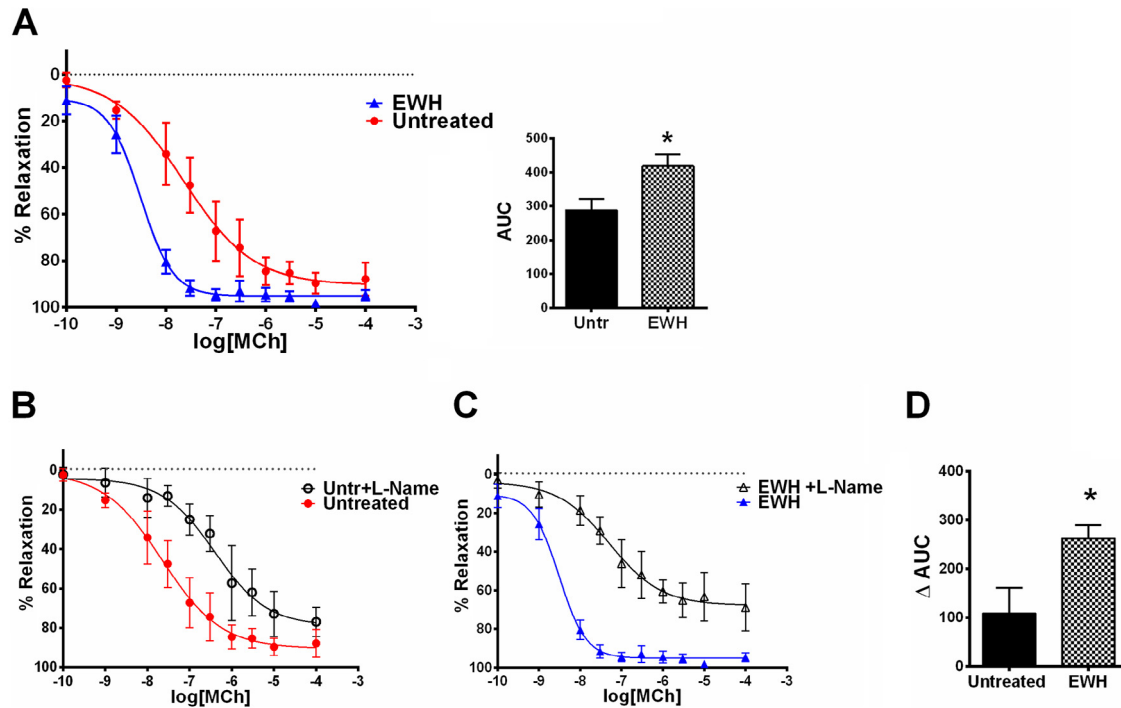 A
0
20
40
60
80
100
% Relaxation
-10 -9 -8 -7 -6 -5 -4 -3
log[MCh]
EWH
Untreated
500
400
300
200
100
0
AUC
*
Untr EWH
B
0
20
40
60
80
100
% Relaxation
-10 -9 -8 -7 -6 -5 -4 -3
log[MCh]
Untr+L-Name
Untreated
C
0
20
40
60
80
100
% Relaxation
-10 -9 -8 -7 -6 -5 -4 -3
log[MCh]
EWH +L-Name
EWH
D
400
300
200
100
0
Δ AUC
*
Untreated EWH